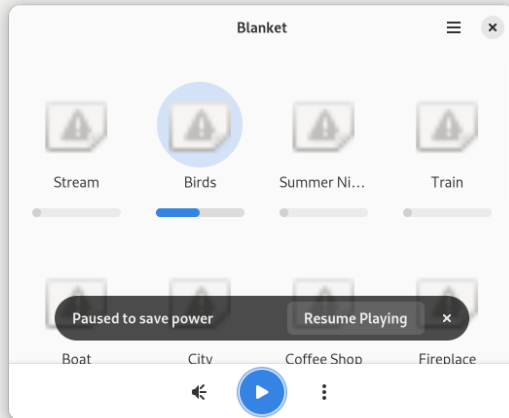 Blanket
Stream
Birds
Summer Ni...
Train
Paused to save power
Resume Playing
Boat
City
Coffee Shop
Fireplace